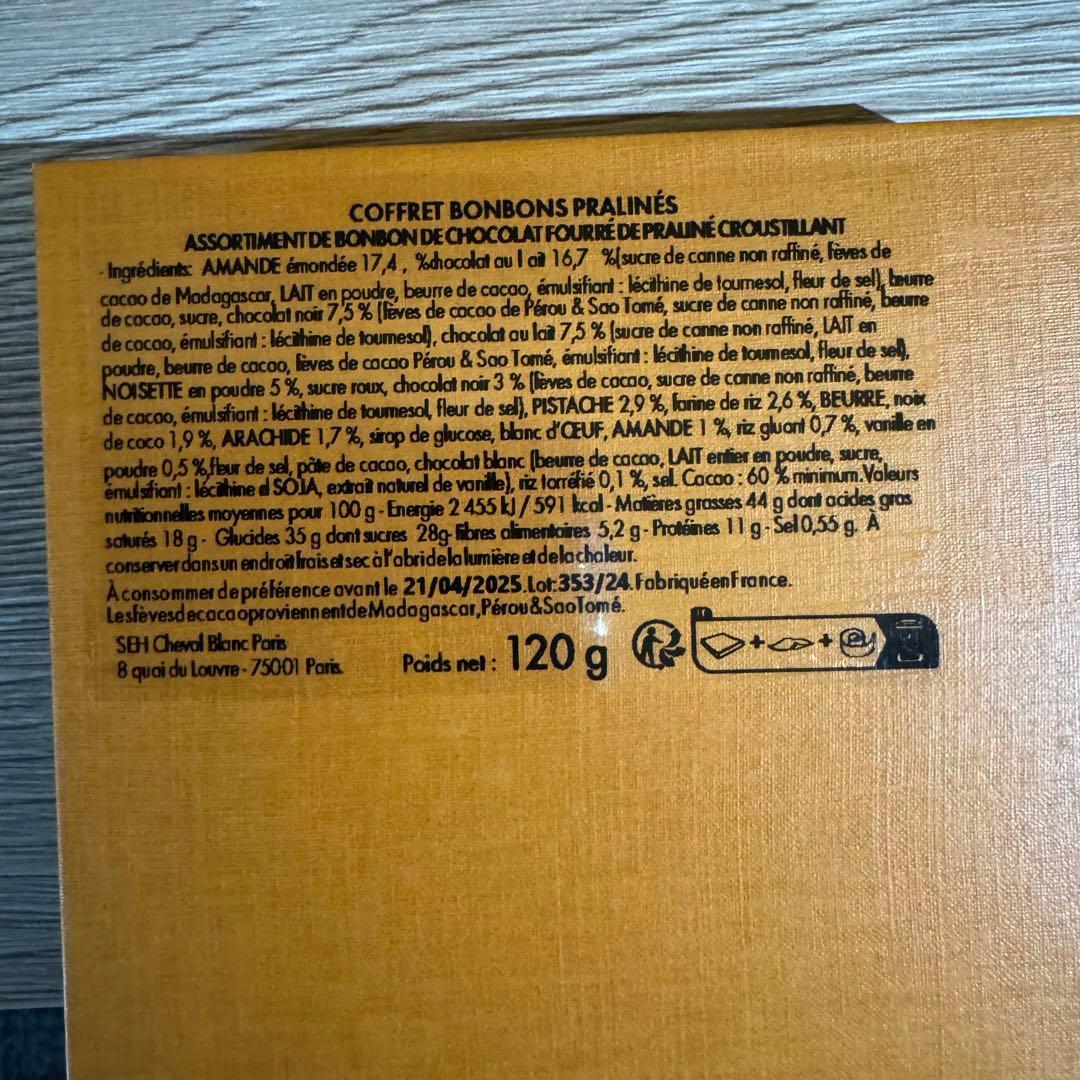 COFFRET BONBONS PRALINÉS
ASSORTIMENT DE BONBON DE CHOCOLAT FOURRÉ DE PRALINÉ CROUSTILLANT
- Ingrédients: AMANDE émondée 17,4 , %chocolat au l ait 16,7 %(sucre de canne non raffiné, fèves de
cacao de Madagascar, LAIT en poudre, beurre de cacao, émulsifiant : lécithine de tournesol, fleur de sel), beurre
de cacao, sucre, chocolat noir 7,5 % (fèves de cacao de Pérou & Sao Tomé, sucre de canne non raffiné, beurre
de cacao, émulsifiant : lécithine de tournesol), chocolat au lait 7,5 % (sucre de canne non raffiné, LAIT en
poudre, beurre de cacao, fèves de cacao Pérou & Sao Tomé, émulsifiant : lécithine de tournesol, fleur de sel),
NOISETTE en poudre 5 %, sucre roux, chocolat noir 3 % (fèves de cacao, sucre de canne non raffiné, beurre
de cacao, émulsifiant : lécithine de tournesol, fleur de sel), PISTACHE 2,9 %, farine de riz 2,6 %, BEURRE, noix
de coco 1,9 %, ARACHIDE 1,7 %, sirop de glucose, blanc d'ŒUF, AMANDE 1 %, riz gluant 0,7 %, vanille en
poudre 0,5 %,fleur de sel, pâte de cacao, chocolat blanc (beurre de cacao, LAIT entier en poudre, sucre,
émulsifiant : lécithine d SOJA, extrait naturel de vanille), riz torréfié 0,1 %, sel. Cacao : 60 % minimum.Valeurs
nutritionnelles moyennes pour 100 g - Energie 2 455 kJ / 591 kcal - Matières grasses 44 g dont acides gras
saturés 18 g - Glucides 35 g dont sucres 28g- fibres alimentaires 5,2 g - Protéines 11 g - Sel 0,55 g. À
conserver dans un endroit frais et sec à l'abri de la lumière et de la chaleur.
À consommer de préférence avant le 21/04/2025.Lot:353/24.Fabriqué en France.
Les fèves de cacao proviennent de Madagascar, Pérou & Sao Tomé.
SEH Cheval Blanc Paris
8 quai du Louvre - 75001 Paris.
Poids net : 120 g